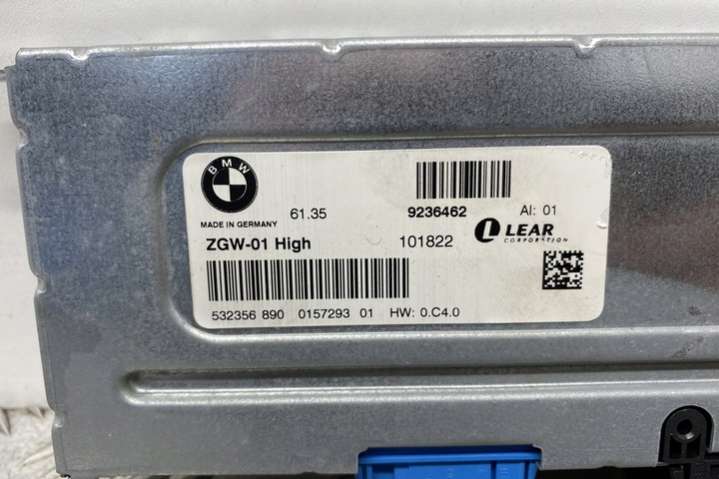 BMW
61.35 9236462 AI: 01
MADE IN GERMANY
ZGW-01 High 101822 LEAR
CORPORATION
532356 890 0157293 01 HW: 0.C4.0